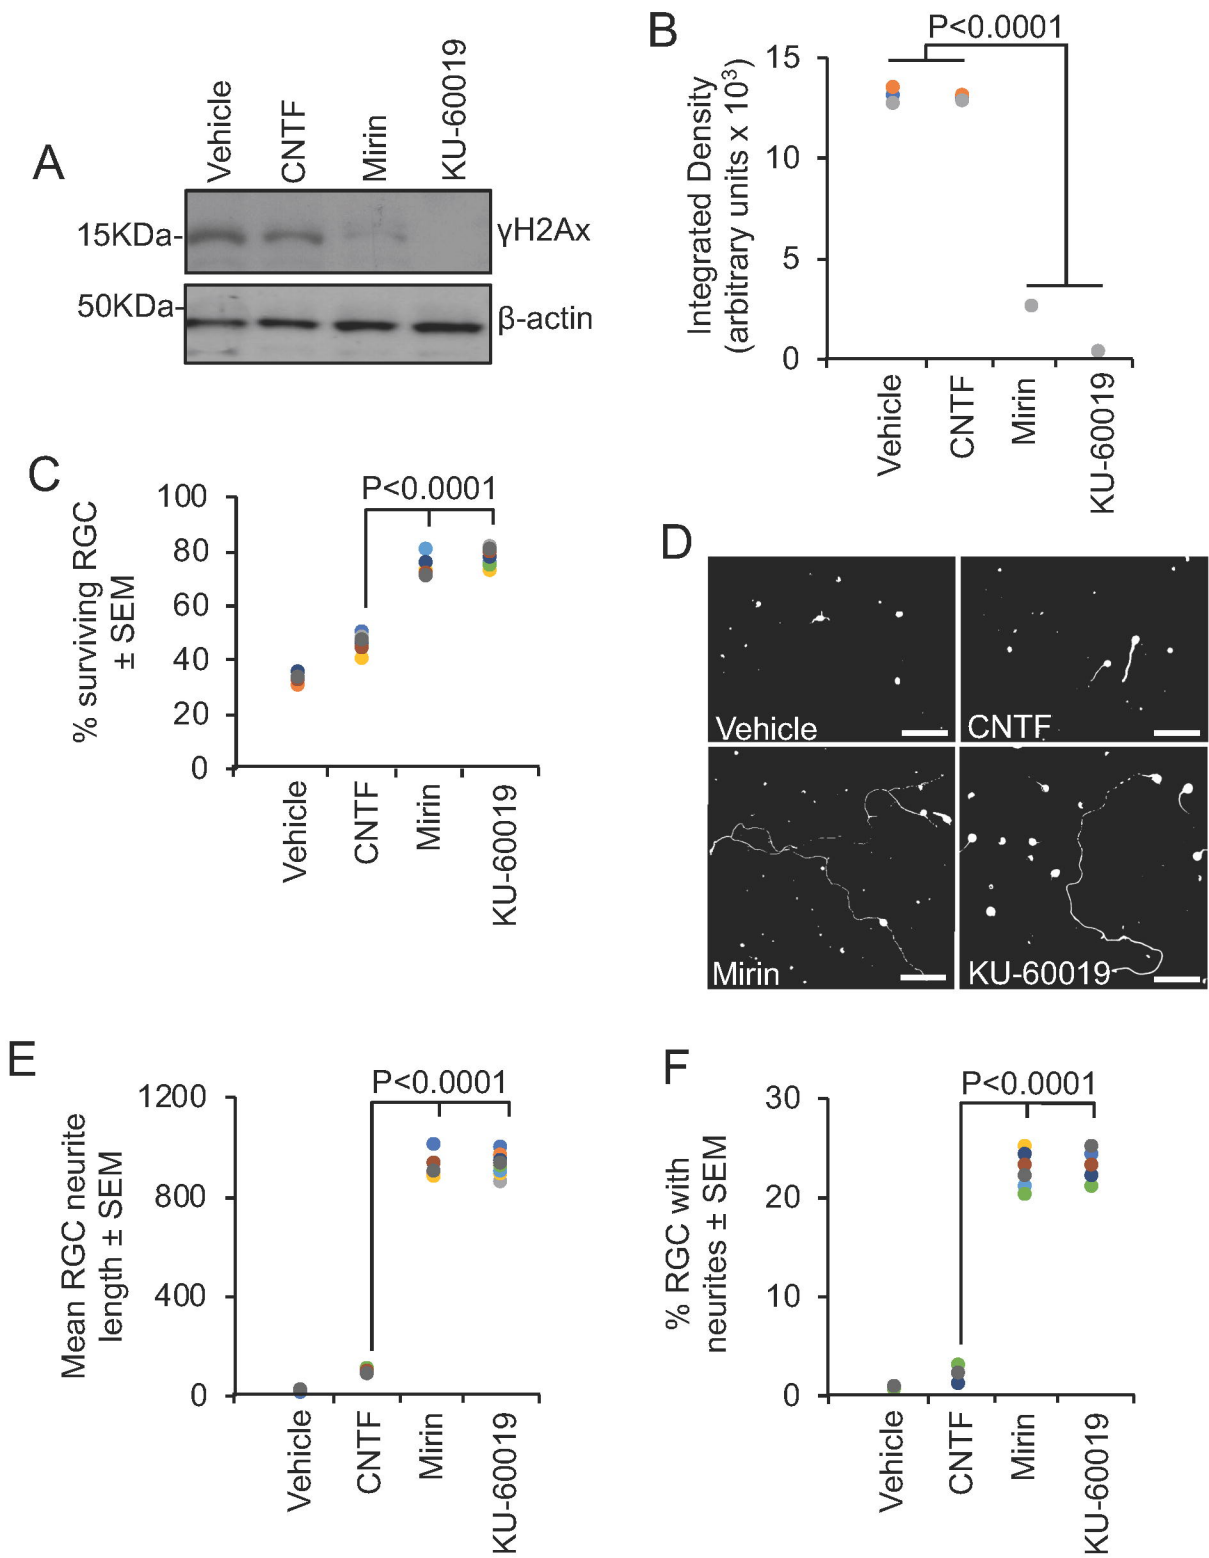 A
Vehicle
CNTF
Mirin
KU-60019
15KDa-
γH2Ax
50KDa-
β-actin
B
P<0.0001
Integrated Density
(arbitrary units x 10³)
15
10
5
0
Vehicle
CNTF
Mirin
KU-60019
C
P<0.0001
% surviving RGC
± SEM
100
80
60
40
20
0
Vehicle
CNTF
Mirin
KU-60019
D
Vehicle
CNTF
Mirin
KU-60019
E
P<0.0001
Mean RGC neurite
length ± SEM
1200
800
400
0
Vehicle
CNTF
Mirin
KU-60019
F
P<0.0001
% RGC with
neurites ± SEM
30
20
10
0
Vehicle
CNTF
Mirin
KU-60019